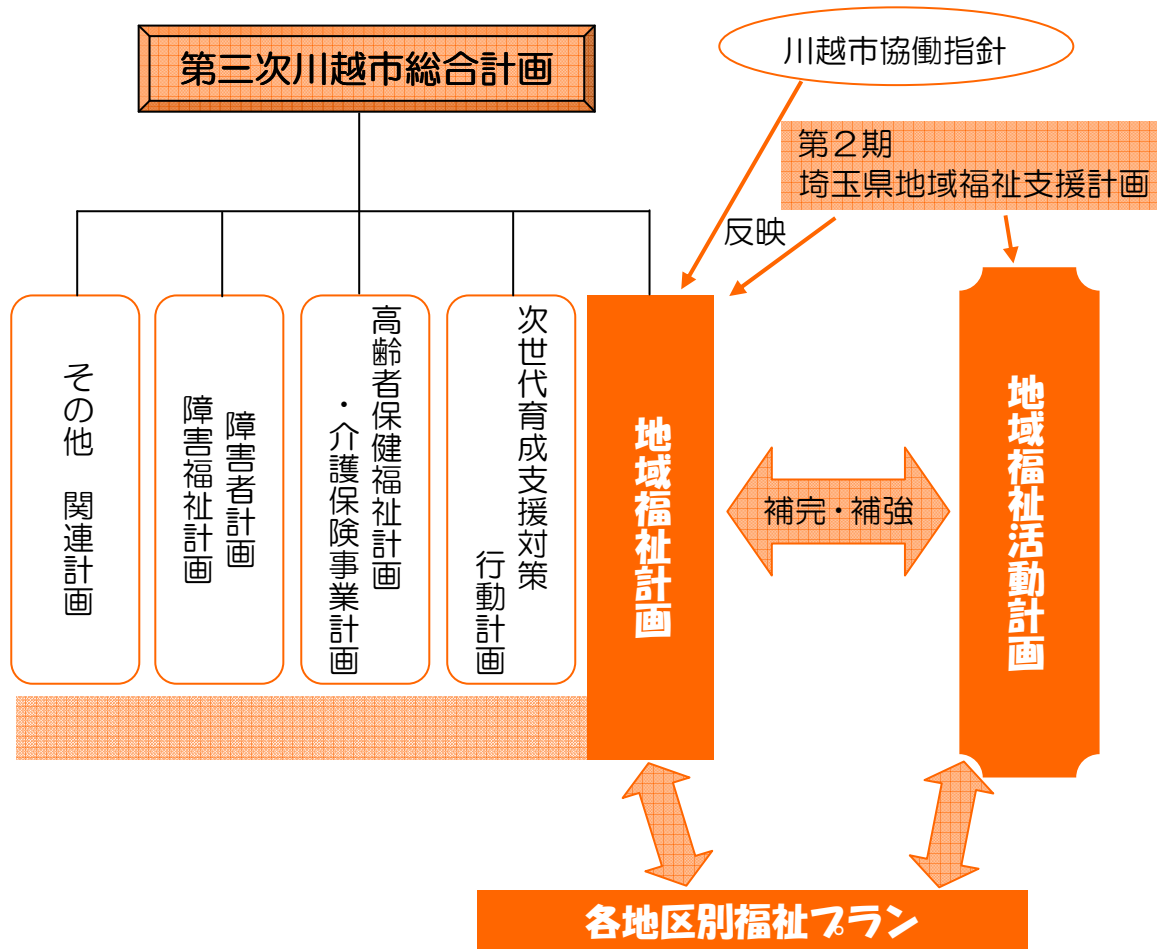 第三次川越市総合計画
川越市協働指針
第２期
埼玉県地域福祉支援計画
反映
その他　関連計画
障害者計画
障害福祉計画
高齢者保健福祉計画
・介護保険事業計画
次世代育成支援対策
行動計画
地域福祉計画
補完・補強
地域福祉活動計画
各地区別福祉プラン